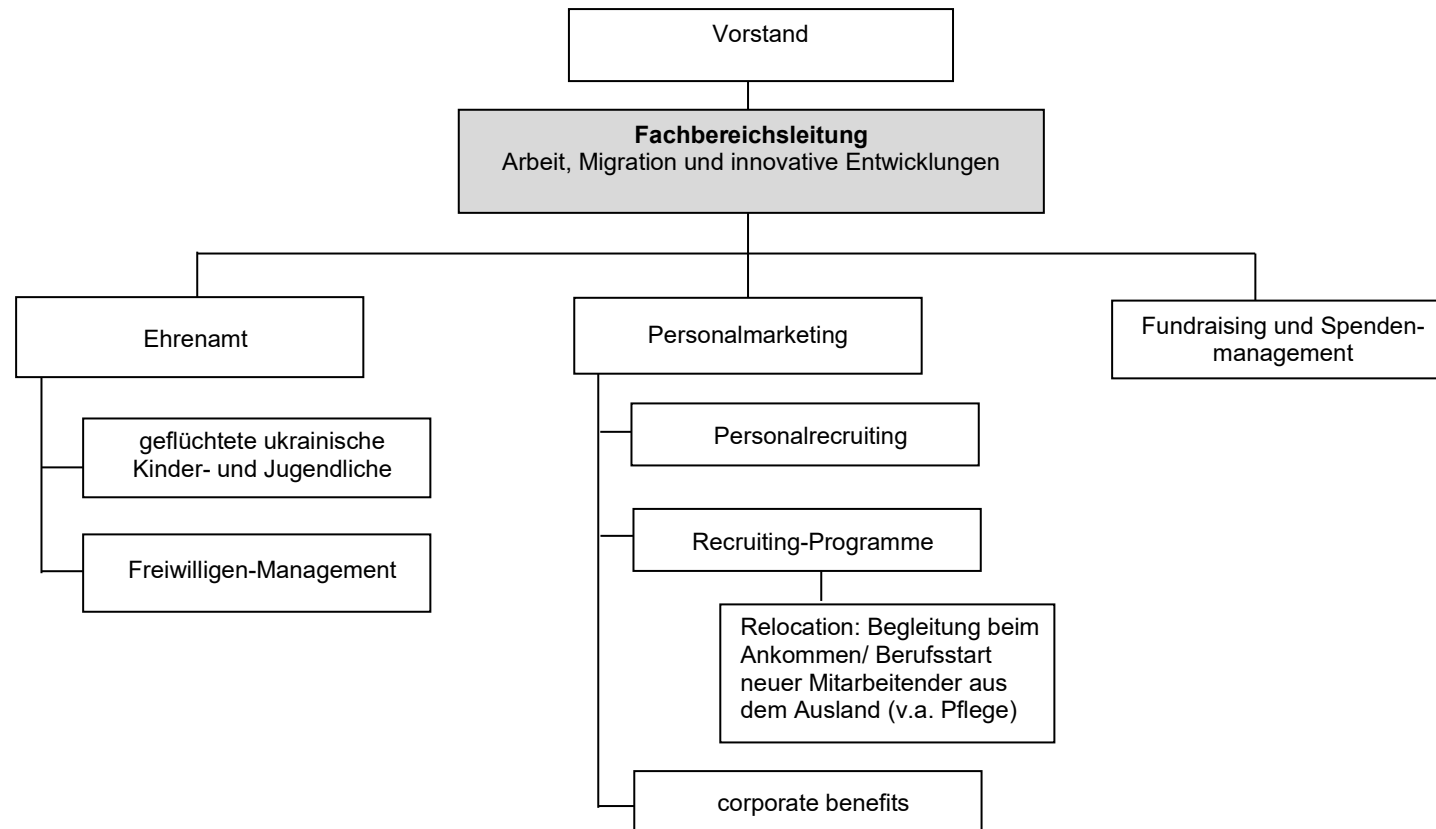 Vorstand
Fachbereichsleitung
Arbeit, Migration und innovative Entwicklungen
Ehrenamt
geflüchtete ukrainische
Kinder- und Jugendliche
Freiwilligen-Management
Personalmarketing
Personalrecruiting
Recruiting-Programme
Relocation: Begleitung beim
Ankommen/ Berufsstart
neuer Mitarbeitender aus
dem Ausland (v.a. Pflege)
corporate benefits
Fundraising und Spenden-
management